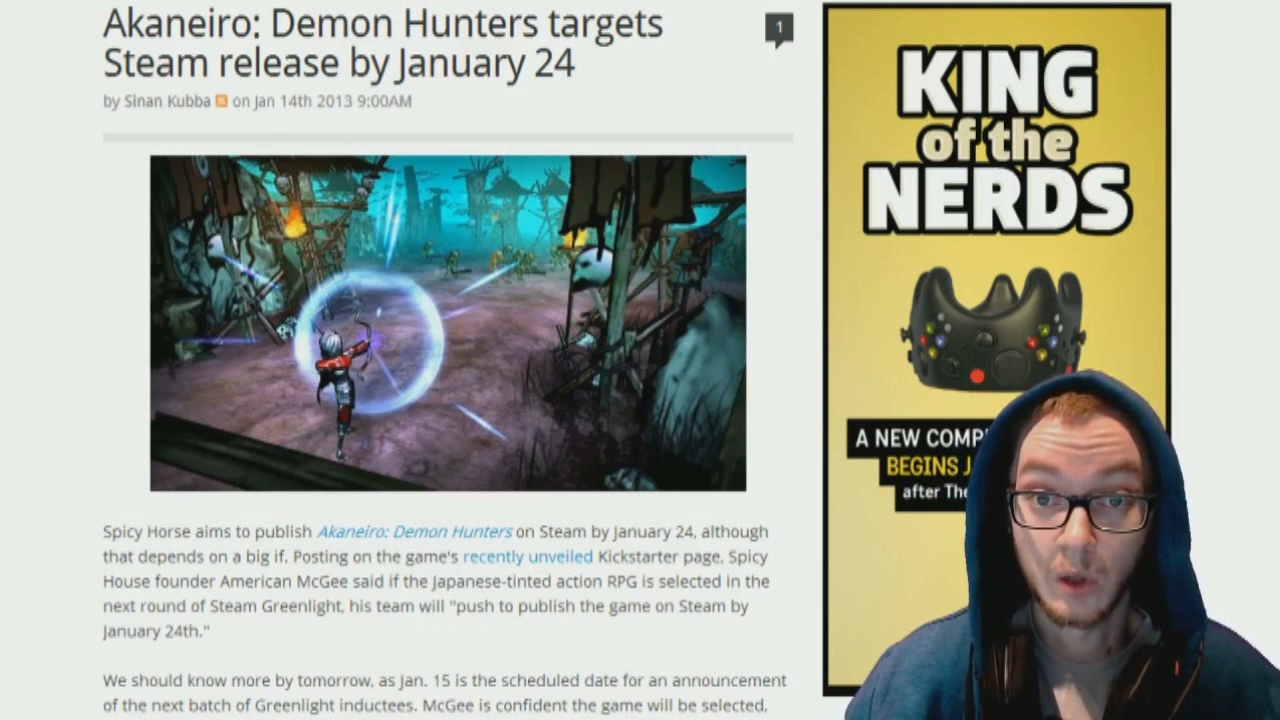 Akaneiro: Demon Hunters targets
Steam release by January 24
1
by Sinan Kubba on Jan 14th 2013 9:00AM
Spicy Horse aims to publish Akaneiro: Demon Hunters on Steam by January 24, although
that depends on a big if. Posting on the game's recently unveiled Kickstarter page, Spicy
House founder American McGee said if the Japanese-tinted action RPG is selected in the
next round of Steam Greenlight, his team will "push to publish the game on Steam by
January 24th."
We should know more by tomorrow, as Jan. 15 is the scheduled date for an announcement
of the next batch of Greenlight inductees. McGee is confident the game will be selected,
KING
of the
NERDS
A NEW
BEGINS
after The